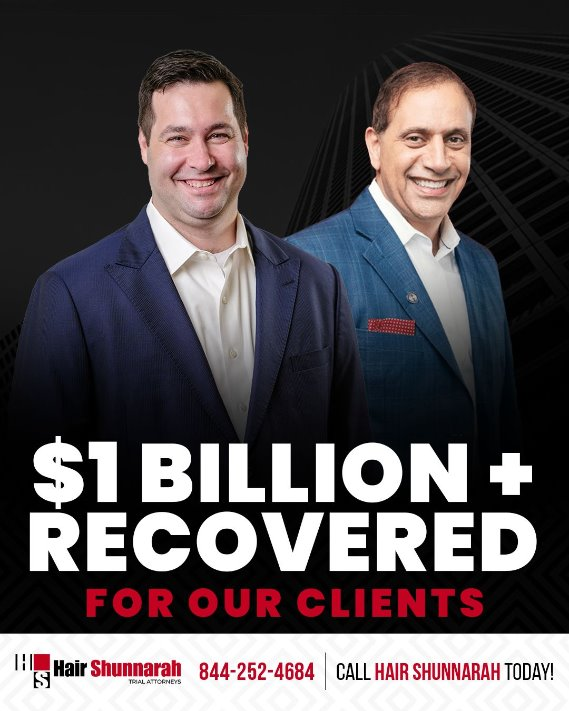 $1 BILLION +
RECOVERED
FOR OUR CLIENTS
HS Hair Shunnarah
TRIAL ATTORNEYS
844-252-4684
CALL HAIR SHUNNARAH TODAY!